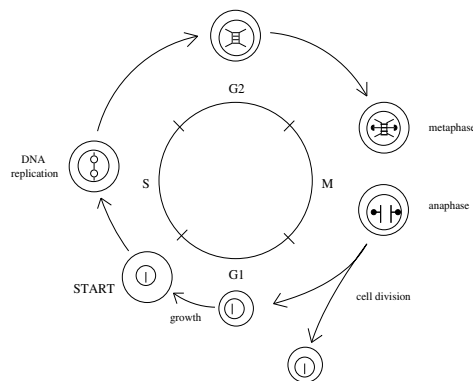 G2
metaphase
DNA
replication
S
M
anaphase
G1
START
growth
cell division